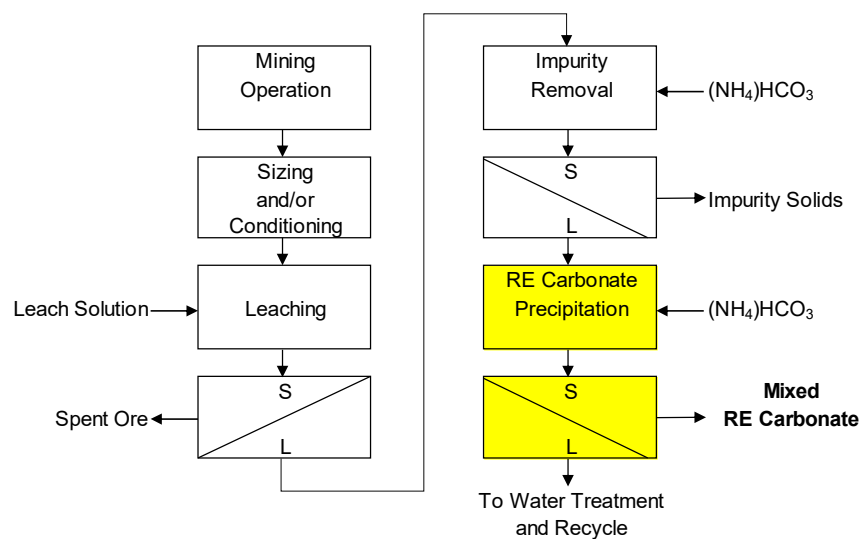 Mining
Operation
Sizing
and/or
Conditioning
Leach Solution
Leaching
S
L
Spent Ore
Impurity
Removal
(NH₄)HCO₃
S
L
Impurity Solids
RE Carbonate
Precipitation
(NH₄)HCO₃
S
L
Mixed
RE Carbonate
To Water Treatment
and Recycle